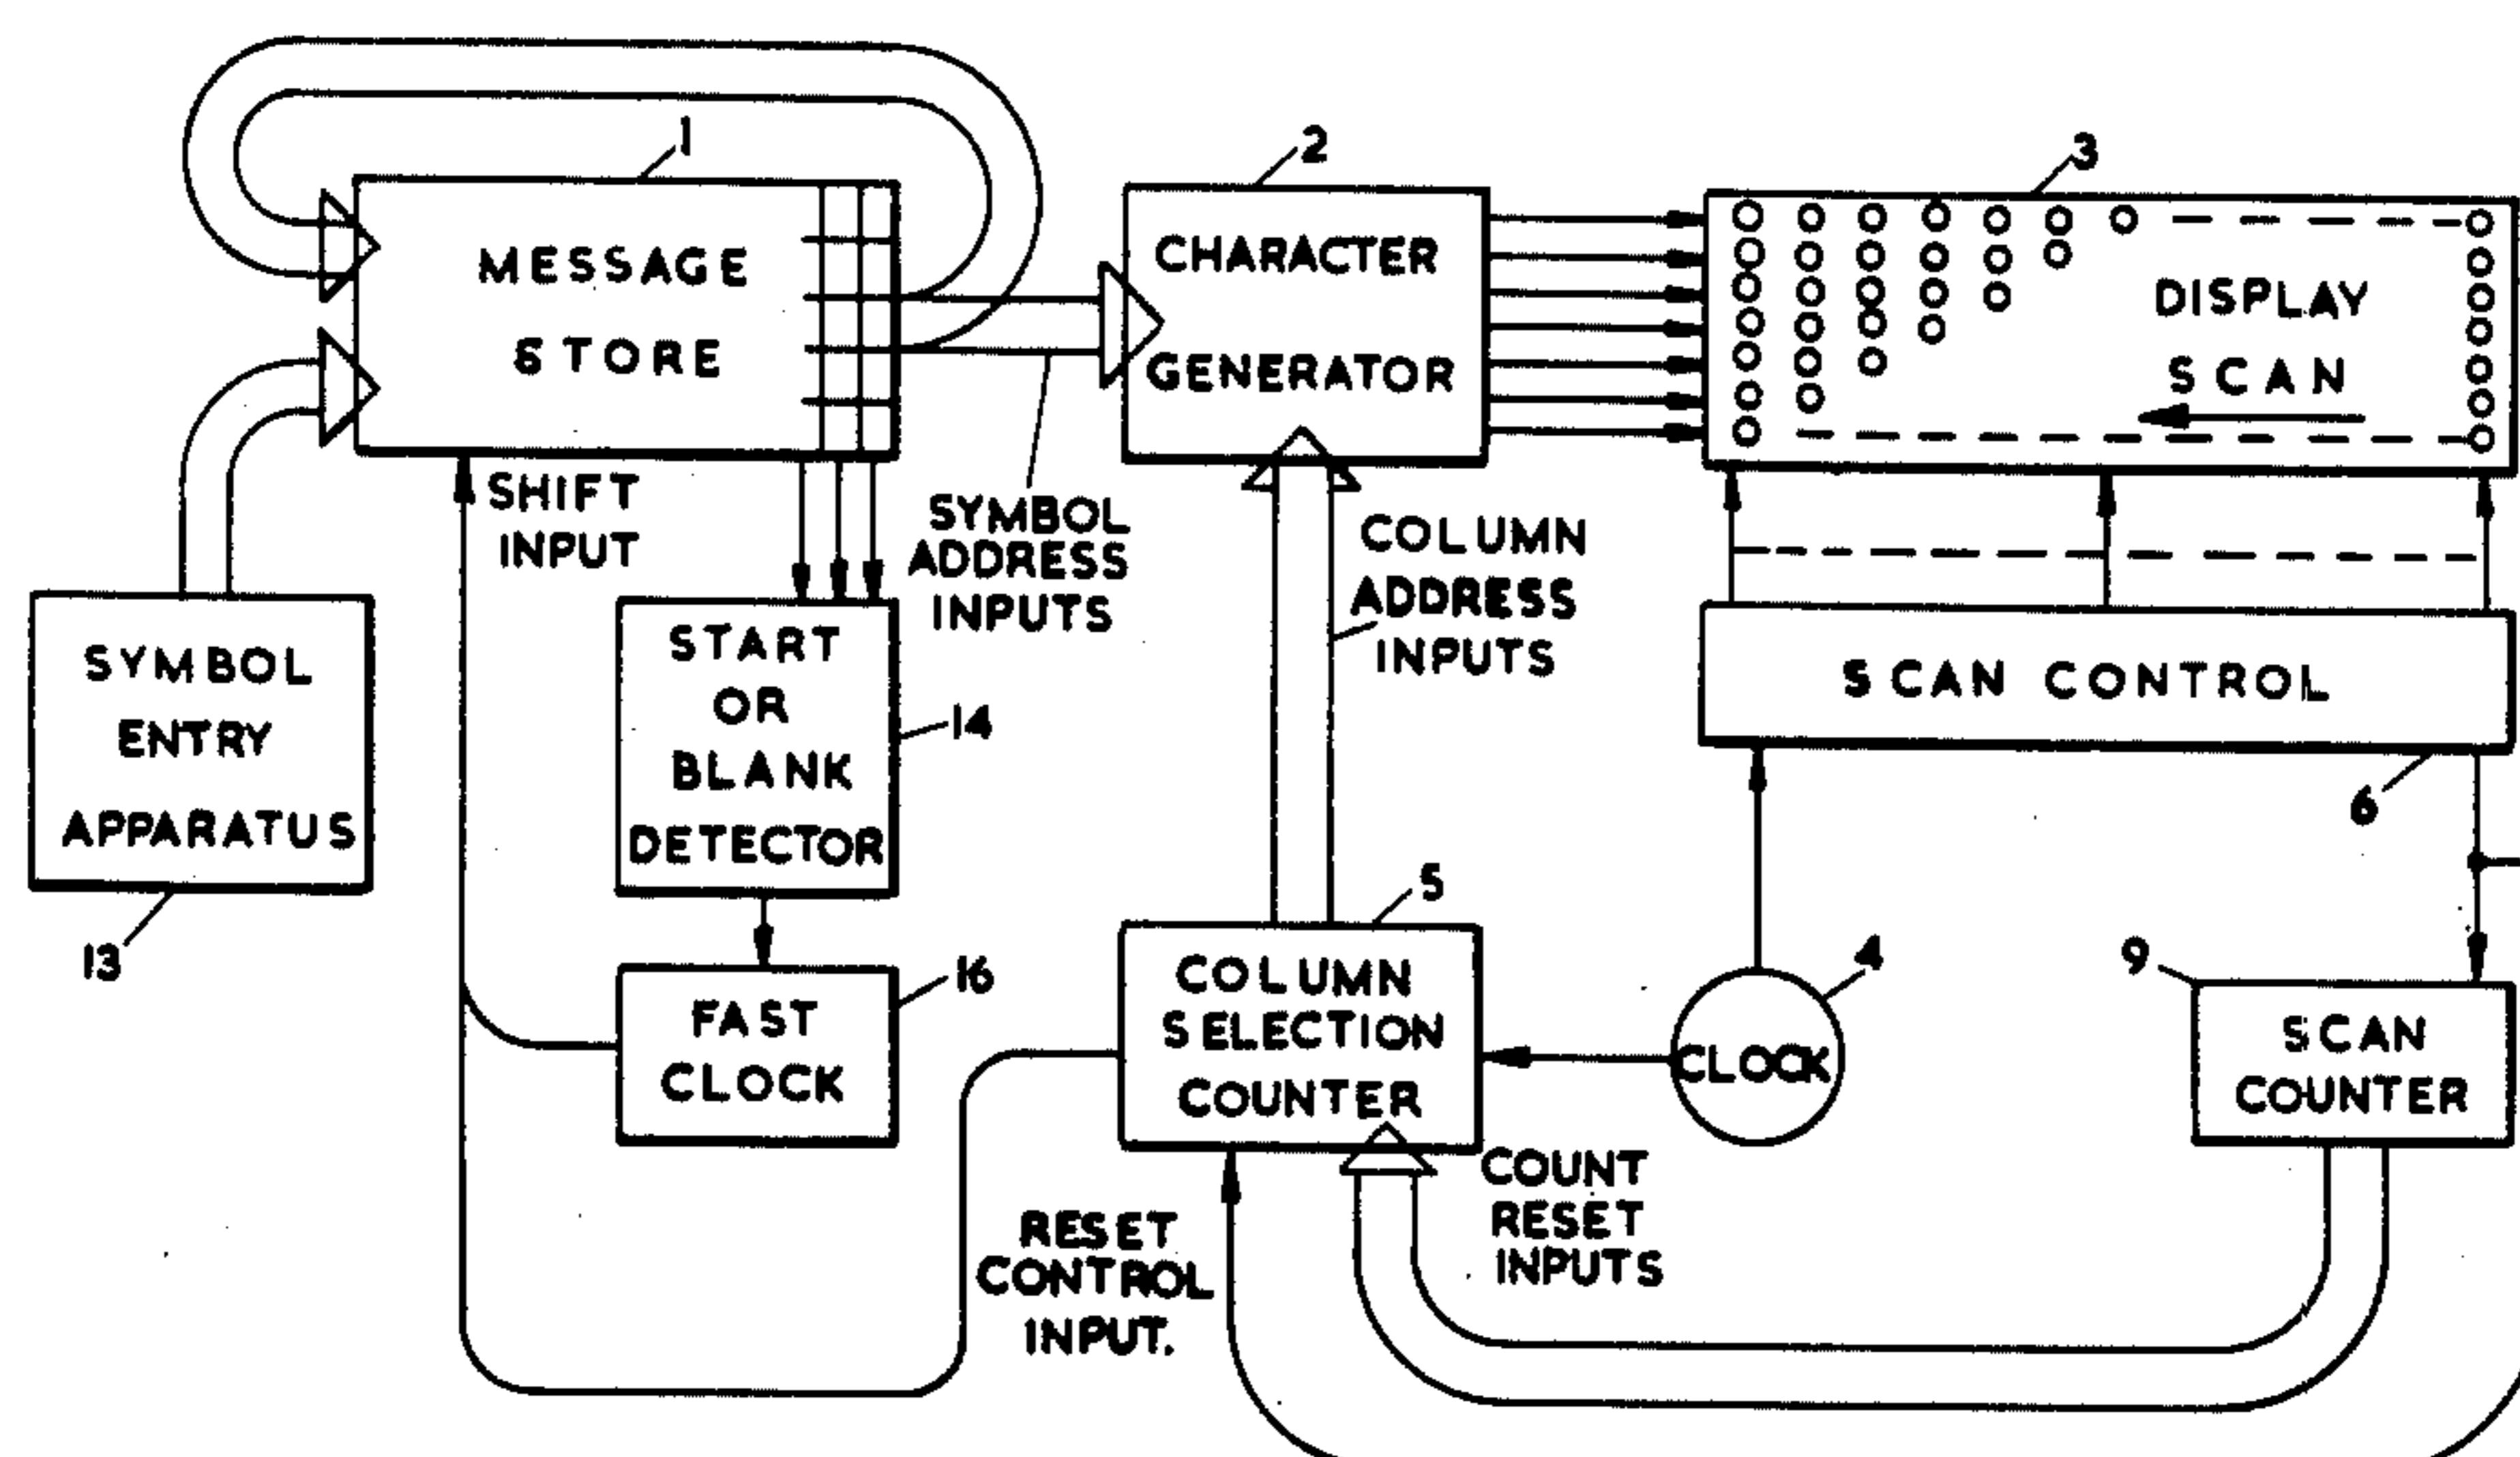 1
2
3
MESSAGE
STORE
CHARACTER
GENERATOR
DISPLAY
SCAN
SHIFT
INPUT
SYMBOL
ADDRESS
INPUTS
COLUMN
ADDRESS
INPUTS
SYMBOL
ENTRY
APPARATUS
13
START
OR
BLANK
DETECTOR
14
SCAN CONTROL
6
FAST
CLOCK
16
COLUMN
SELECTION
COUNTER
5
CLOCK
4
9
SCAN
COUNTER
RESET
CONTROL
INPUT.
COUNT
RESET
INPUTS